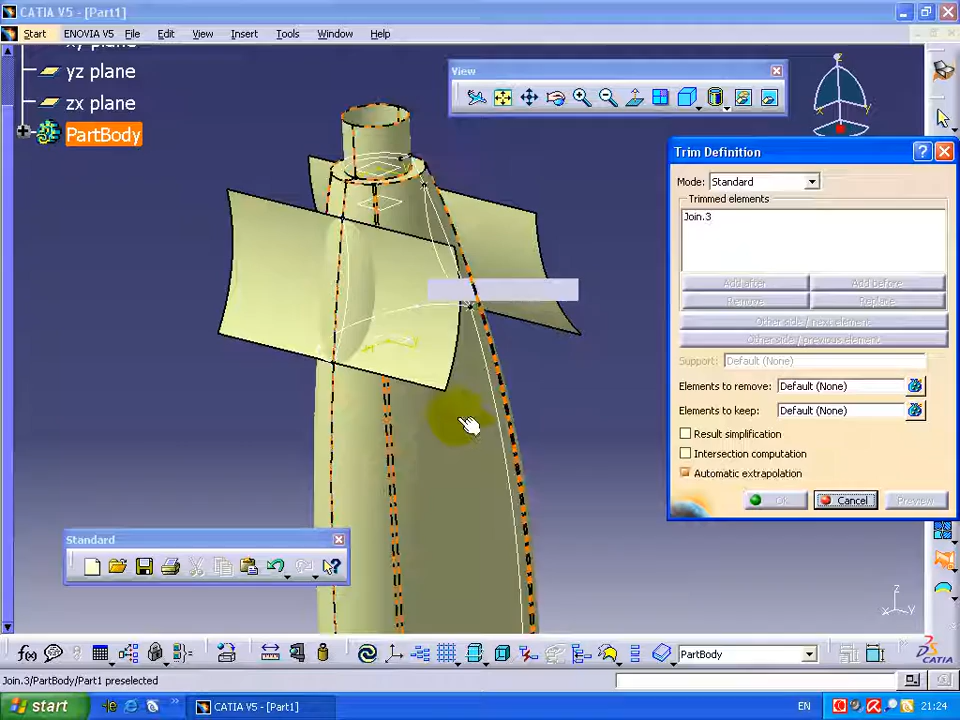 CATIA V5 - [Part1]
Start ENOVIA V5 File Edit View Insert Tools Window Help
yz plane
zx plane
PartBody
View
Trim Definition
Mode: Standard
Trimmed elements
Join.3
Add after Add before
Remove Replace
Other side / next element
Other side / previous element
Support: Default (None)
Elements to remove: Default (None)
Elements to keep: Default (None)
Result simplification
Intersection computation
Automatic extrapolation
Ok Cancel Preview
Standard
z
x y
f(x) PartBody
CATIA
Join.3/PartBody/Part1 preselected
start CATIA V5 - [Part1] EN 21:24